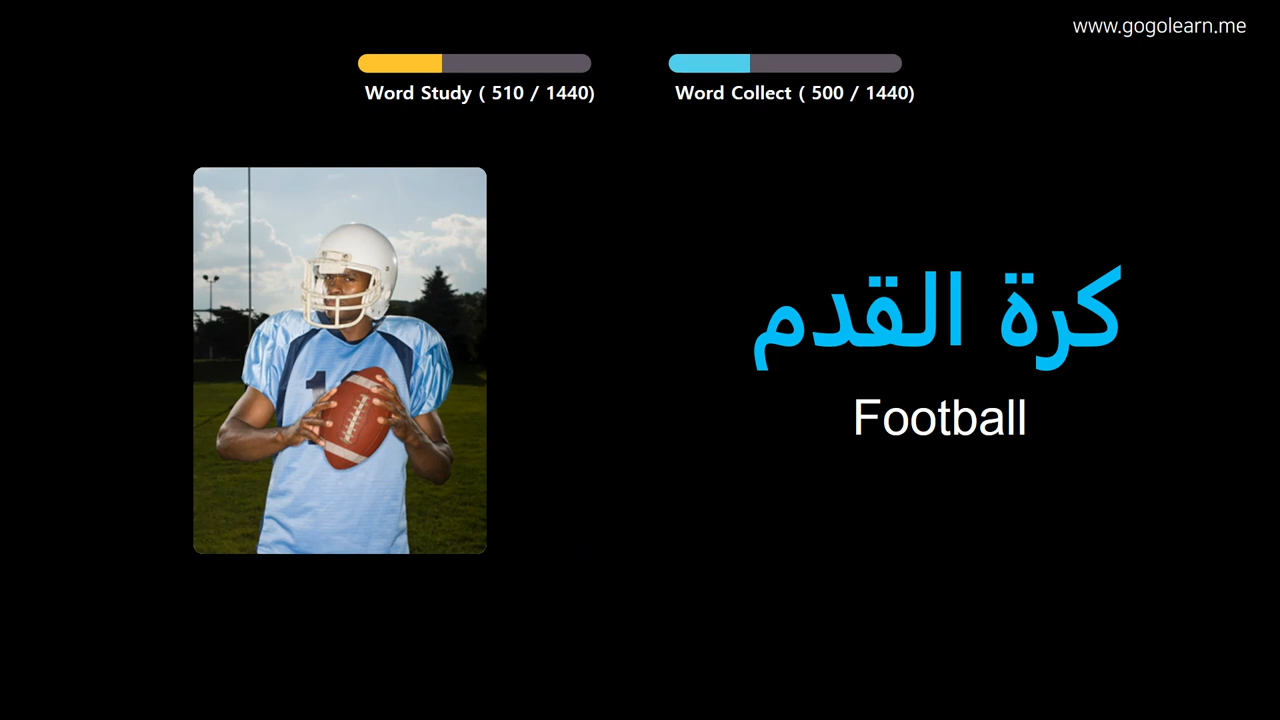 www.gogolearn.me
Word Study ( 510 / 1440)
Word Collect ( 500 / 1440)
كرة القدم
Football